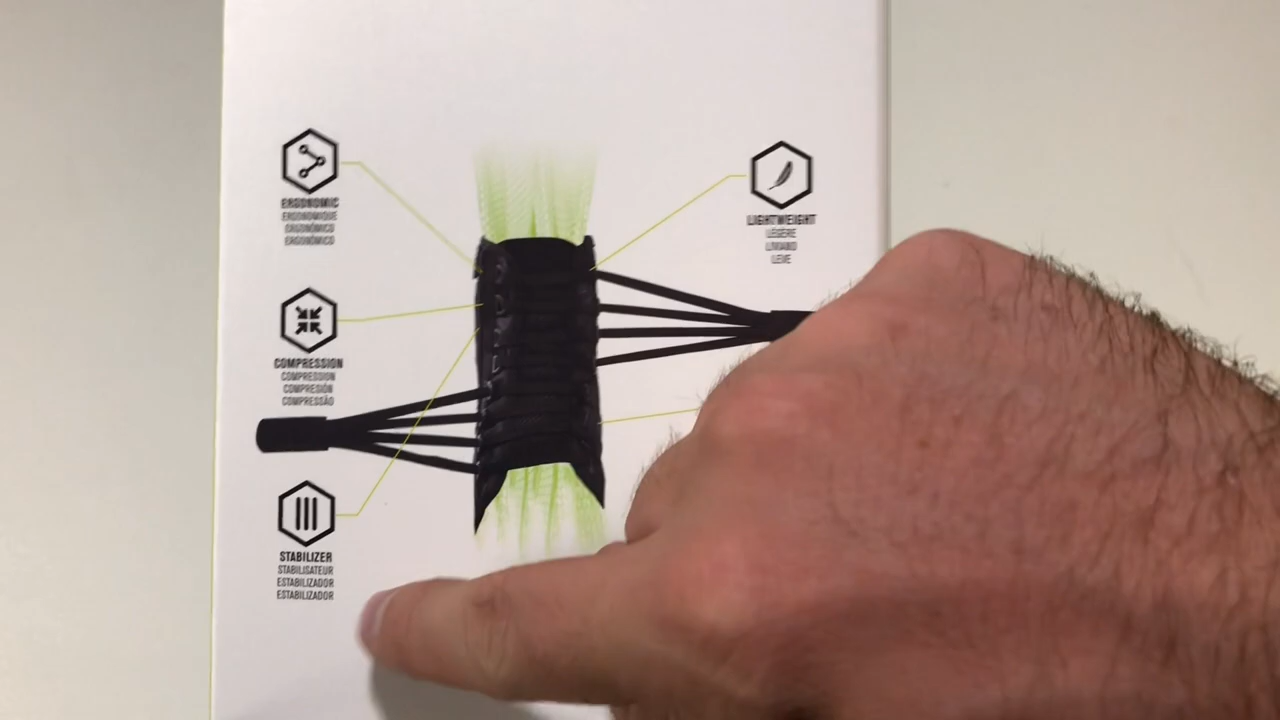 ERGONOMIC
ERGONOMIQUE
ERGONÓMICO
ERGONÔMICO
LIGHTWEIGHT
LÉGÈRE
LIVIANO
LEVE
COMPRESSION
COMPRESSION
COMPRESIÓN
COMPRESSÃO
STABILIZER
STABILISATEUR
ESTABILIZADOR
ESTABILIZADOR